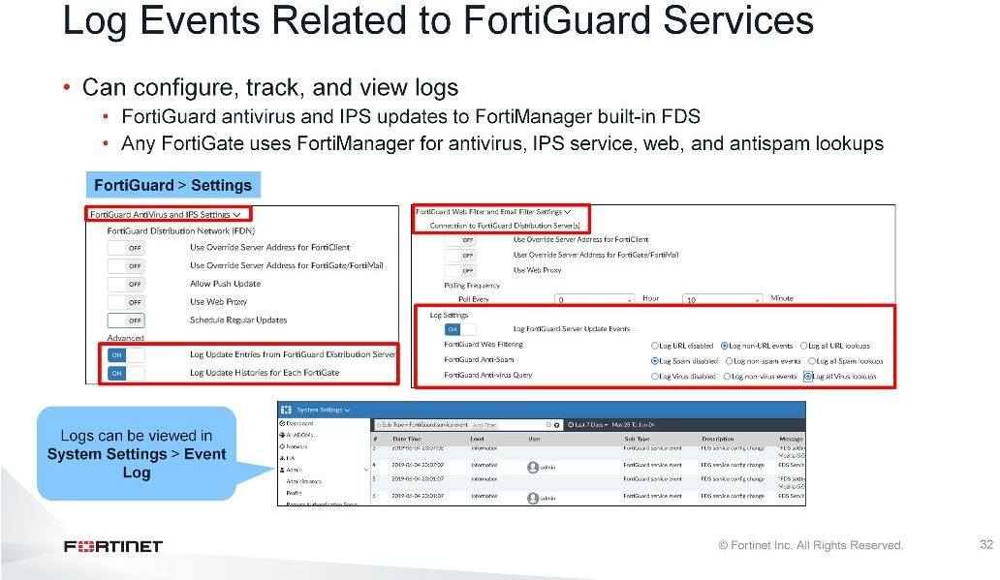 Log Events Related to FortiGuard Services
• Can configure, track, and view logs
• FortiGuard antivirus and IPS updates to FortiManager built-in FDS
• Any FortiGate uses FortiManager for antivirus, IPS service, web, and antispam lookups
FortiGuard > Settings
FortiGuard AntiVirus and IPS Settings
FortiGuard Distribution Network (FDN)
OFF Use Override Server Address for FortiClient
OFF Use Override Server Address for FortiGate/FortiMail
OFF Allow Push Update
OFF Use Web Proxy
OFF Schedule Regular Updates
Advanced
ON Log Update Entries from FortiGuard Distribution Server
ON Log Update Histories for Each FortiGate
FortiGuard Web Filter and Email Filter Settings
Connection to FortiGuard Distribution Server(s)
OFF Use Override Server Address for FortiClient
OFF User Override Server Address for FortiGate/FortiMail
OFF Use Web Proxy
Polling Frequency
Poll Every 0 Hour 10 Minute
Log Settings
ON Log FortiGuard Server Update Events
FortiGuard Web Filtering Log URL disabled Log non-URL events Log all URL lookups
FortiGuard Anti-Spam Log Spam disabled Log non-spam events Log all Spam lookups
FortiGuard Anti-virus Query Log Virus disabled Log non-virus events Log all Virus lookups
Logs can be viewed in
System Settings > Event
Log
System Settings
Dashboard
All ADOMs
Network
HA
Admin
Administrators
Profile
Remote Authentication Server
Sub Type = FortiGuard service event Add Filter Last 7 Days May 28 To Jun 04
# Date Time Level User Sub Type Description Message
3 2019-06-04 23:07:02 information FortiGuard service event FDS service config change "FDS settin
Mozilla/5.0
4 2019-06-04 23:07:02 information admin FortiGuard service event FDS service config change FDS Servic
5 2019-06-04 23:01:07 information FortiGuard service event FDS service config change "FDS settin
Mozilla/5.0
6 2019-06-04 23:01:07 information admin FortiGuard service event FDS service config change FDS Servic
FORTINET
© Fortinet Inc. All Rights Reserved.
32